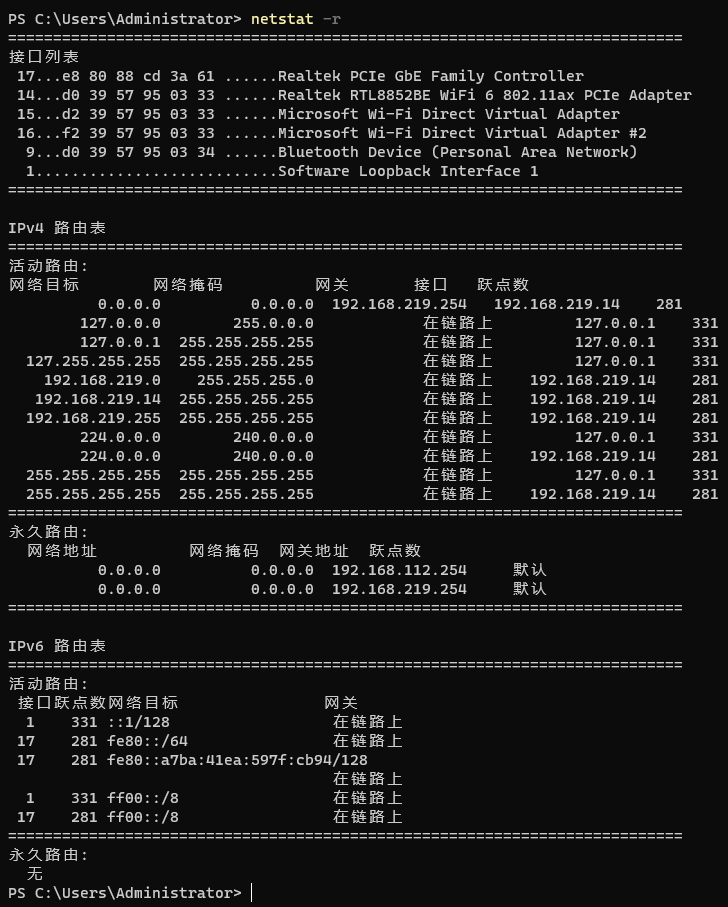 PS C:\Users\Administrator> netstat -r
===========================================================================
接口列表
 17...e8 80 88 cd 3a 61 ......Realtek PCIe GbE Family Controller
 14...d0 39 57 95 03 33 ......Realtek RTL8852BE WiFi 6 802.11ax PCIe Adapter
 15...d2 39 57 95 03 33 ......Microsoft Wi-Fi Direct Virtual Adapter
 16...f2 39 57 95 03 33 ......Microsoft Wi-Fi Direct Virtual Adapter #2
  9...d0 39 57 95 03 34 ......Bluetooth Device (Personal Area Network)
  1...........................Software Loopback Interface 1
===========================================================================
IPv4 路由表
===========================================================================
活动路由:
网络目标        网络掩码          网关       接口   跃点数
          0.0.0.0          0.0.0.0  192.168.219.254   192.168.219.14    281
        127.0.0.0        255.0.0.0            在链路上         127.0.0.1    331
        127.0.0.1  255.255.255.255            在链路上         127.0.0.1    331
  127.255.255.255  255.255.255.255            在链路上         127.0.0.1    331
    192.168.219.0    255.255.255.0            在链路上    192.168.219.14    281
   192.168.219.14  255.255.255.255            在链路上    192.168.219.14    281
  192.168.219.255  255.255.255.255            在链路上    192.168.219.14    281
        224.0.0.0        240.0.0.0            在链路上         127.0.0.1    331
        224.0.0.0        240.0.0.0            在链路上    192.168.219.14    281
  255.255.255.255  255.255.255.255            在链路上         127.0.0.1    331
  255.255.255.255  255.255.255.255            在链路上    192.168.219.14    281
===========================================================================
永久路由:
  网络地址          网络掩码  网关地址  跃点数
          0.0.0.0          0.0.0.0  192.168.112.254     默认
          0.0.0.0          0.0.0.0  192.168.219.254     默认
===========================================================================
IPv6 路由表
===========================================================================
活动路由:
 接口跃点数网络目标                网关
  1    331 ::1/128                  在链路上
 17    281 fe80::/64                在链路上
 17    281 fe80::a7ba:41ea:597f:cb94/128
                                    在链路上
  1    331 ff00::/8                 在链路上
 17    281 ff00::/8                 在链路上
===========================================================================
永久路由:
  无
PS C:\Users\Administrator>